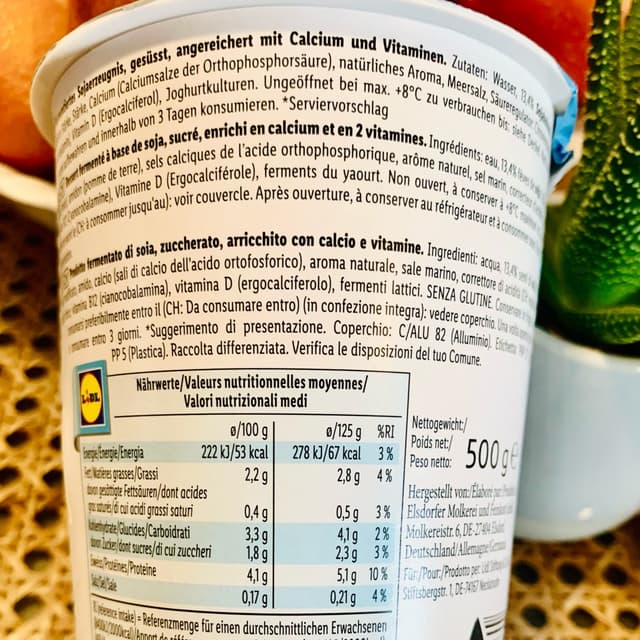 Sojaerzeugnis, gesüsst, angereichert mit Calcium und Vitaminen. Zutaten: Wasser, 13,4%
Stärke, Calcium (Calciumsalze der Orthophosphorsäure), natürliches Aroma, Meersalz, Säureregulator:
Vitamin D (Ergocalciferol), Joghurtkulturen. Ungeöffnet bei max. +8°C zu verbrauchen bis: siehe
und innerhalb von 3 Tagen konsumieren. *Serviervorschlag
fermenté à base de soja, sucré, enrichi en calcium et en 2 vitamines. Ingrédients: eau, 13,4%
(pomme de terre), sels calciques de l'acide orthophosphorique, arôme naturel, sel marin,
Vitamine D (Ergocalciférole), ferments du yaourt. Non ouvert, à conserver à +8°C
(CH: à consommer jusqu'au): voir couvercle. Après ouverture, à conserver au réfrigérateur et à consommer
fermentato di soia, zuccherato, arricchito con calcio e vitamine. Ingredienti: acqua, 13,4%
amido, calcio (sali di calcio dell'acido ortofosforico), aroma naturale, sale marino, correttore di acidità
vitamina B12 (cianocobalamina), vitamina D (ergocalciferolo), fermenti lattici. SENZA GLUTINE.
preferibilmente entro il (CH: Da consumare entro) (in confezione integra): vedere coperchio. Una volta
entro 3 giorni. *Suggerimento di presentazione. Coperchio: C/ALU 82 (Alluminio). Etichetta
PP 5 (Plastica). Raccolta differenziata. Verifica le disposizioni del tuo Comune.
LIDL
Nährwerte/Valeurs nutritionnelles moyennes/
Valori nutrizionali medi
ø/100 g ø/125 g %RI
Energie/Énergie/Energia 222 kJ/53 kcal 278 kJ/67 kcal 3 %
Fett/Matières grasses/Grassi 2,2 g 2,8 g 4 %
davon gesättigte Fettsäuren/dont acides
gras saturés/di cui acidi grassi saturi 0,4 g 0,5 g 3 %
Kohlenhydrate/Glucides/Carboidrati 3,3 g 4,1 g 2 %
davon Zucker/dont sucres/di cui zuccheri 1,8 g 2,3 g 3 %
Eiweiss/Protéines/Proteine 4,1 g 5,1 g 10 %
Salz/Sel/Sale 0,17 g 0,21 g 4 %
RI (reference intake) = Referenzmenge für einen durchschnittlichen Erwachsenen
Nettogewicht/
Poids net:/
Peso netto: 500 g e
Hergestellt von:/Élaboré par:
Elsdorfer Molkerei und
Molkereistr. 6, DE-27404 Elsdorf
Deutschland/Allemagne/
Für:/Pour:/Prodotto per: Lidl
Stiftsbergstr. 1, DE-74167 Neckarsulm